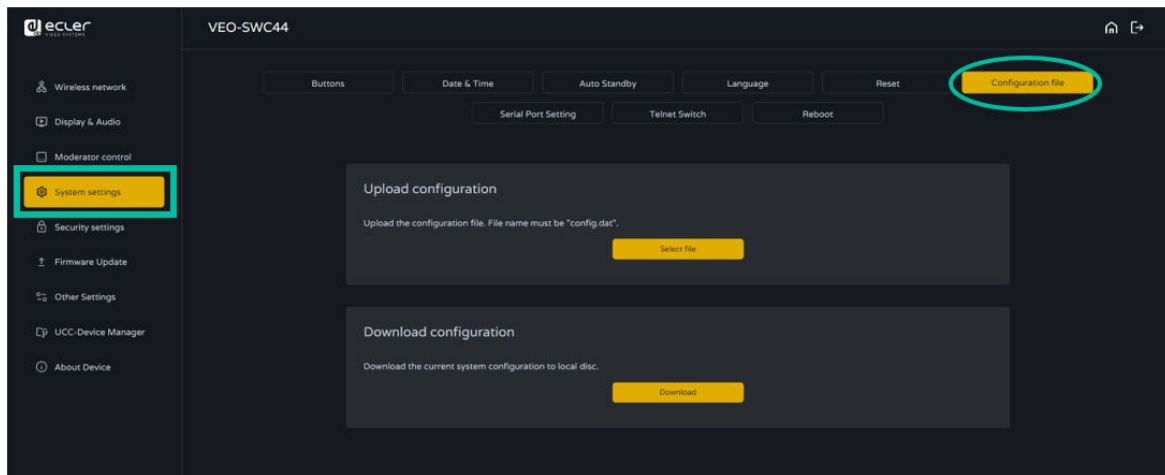 ecler
VIDEO SYSTEMS
VEO-SWC44
Wireless network
Display & Audio
Moderator control
System settings
Security settings
Firmware Update
Other Settings
UCC-Device Manager
About Device
Buttons
Date & Time
Auto Standby
Language
Reset
Configuration file
Serial Port Setting
Telnet Switch
Reboot
Upload configuration
Upload the configuration file. File name must be "config.dat".
Select file
Download configuration
Download the current system configuration to local disc.
Download